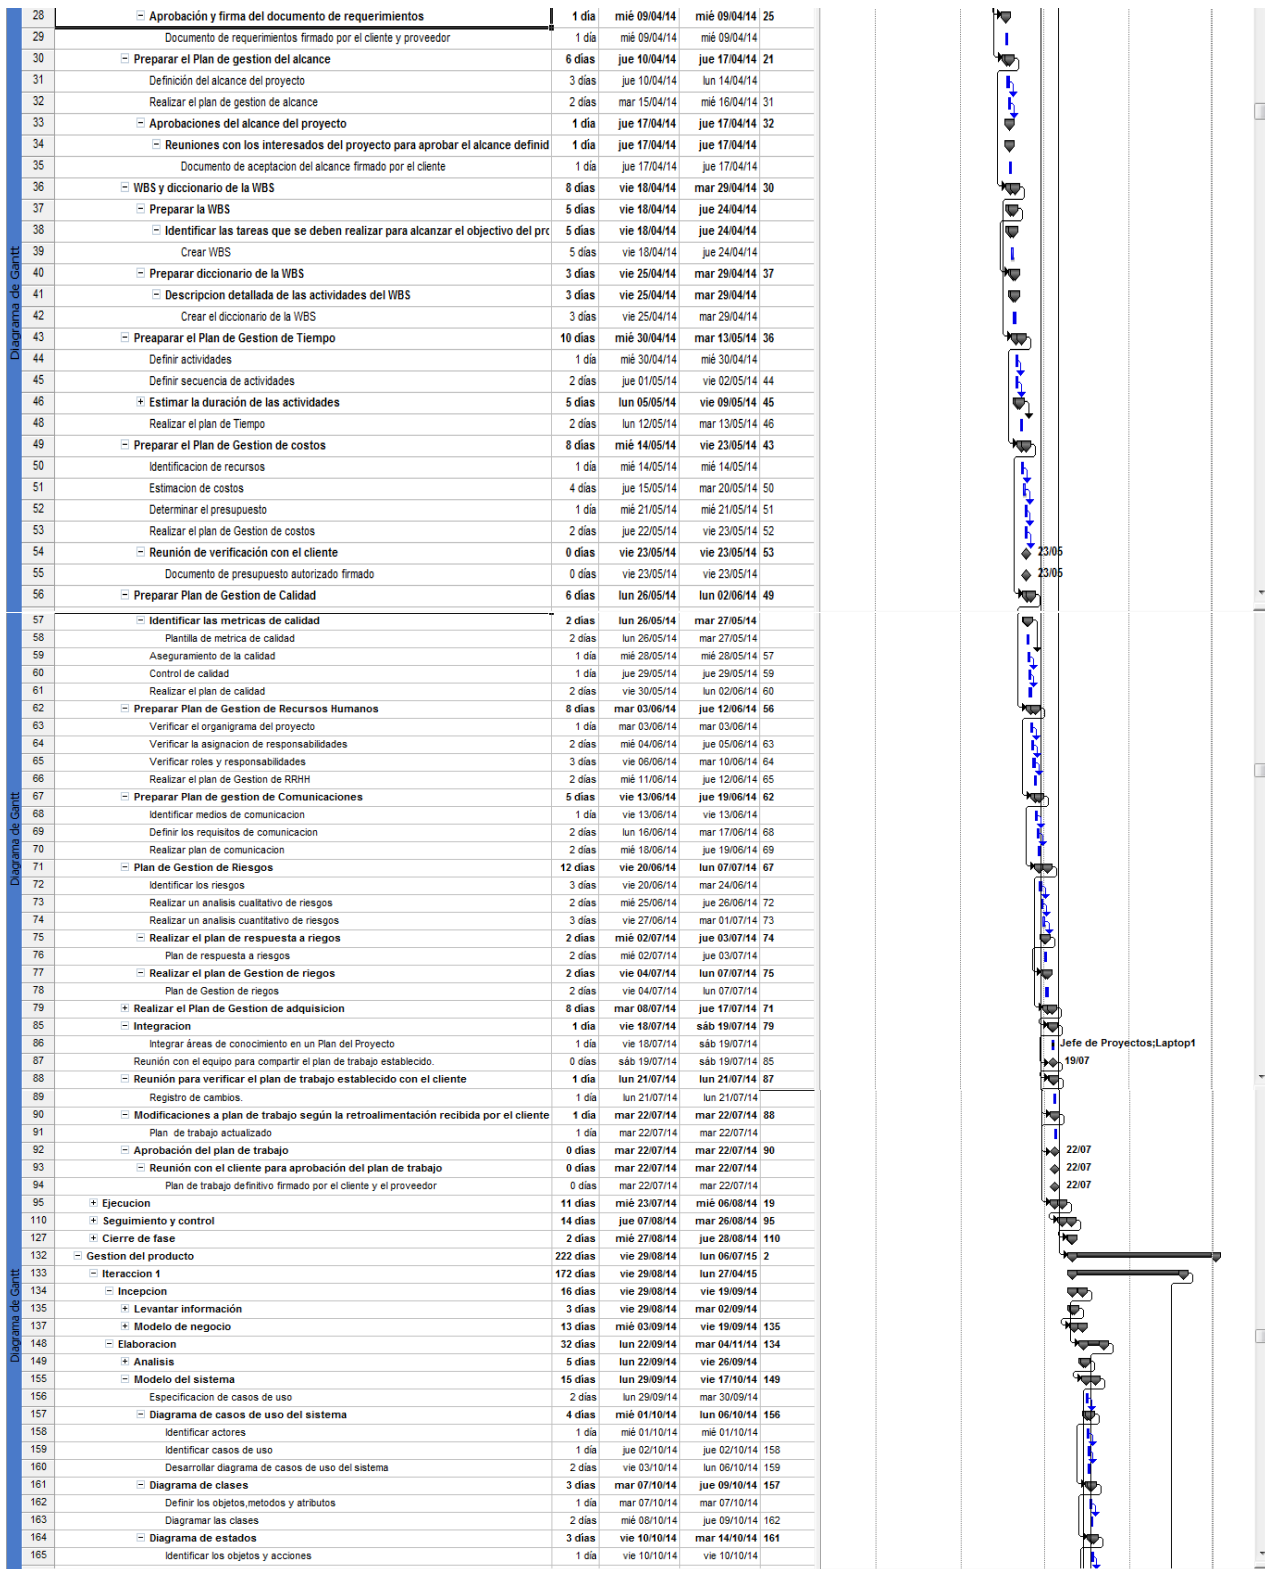 28 Aprobación y firma del documento de requerimientos 1 día mié 09/04/14 mié 09/04/14 25
29 Documento de requerimientos firmado por el cliente y proveedor 1 día mié 09/04/14 mié 09/04/14
30 Preparar el Plan de gestion del alcance 6 días jue 10/04/14 jue 17/04/14 21
31 Definición del alcance del proyecto 3 días jue 10/04/14 lun 14/04/14
32 Realizar el plan de gestion de alcance 2 días mar 15/04/14 mié 16/04/14 31
33 Aprobaciones del alcance del proyecto 1 día jue 17/04/14 jue 17/04/14 32
34 Reuniones con los interesados del proyecto para aprobar el alcance definid 1 día jue 17/04/14 jue 17/04/14
35 Documento de aceptacion del alcance firmado por el cliente 1 día jue 17/04/14 jue 17/04/14
36 WBS y diccionario de la WBS 8 días vie 18/04/14 mar 29/04/14 30
37 Preparar la WBS 5 días vie 18/04/14 jue 24/04/14
38 Identificar las tareas que se deben realizar para alcanzar el objectivo del pro 5 días vie 18/04/14 jue 24/04/14
39 Crear WBS 5 días vie 18/04/14 jue 24/04/14
40 Preparar diccionario de la WBS 3 días vie 25/04/14 mar 29/04/14 37
41 Descripcion detallada de las actividades del WBS 3 días vie 25/04/14 mar 29/04/14
42 Crear el diccionario de la WBS 3 días vie 25/04/14 mar 29/04/14
43 Preaparar el Plan de Gestion de Tiempo 10 días mié 30/04/14 mar 13/05/14 36
44 Definir actividades 1 día mié 30/04/14 mié 30/04/14
45 Definir secuencia de actividades 2 días jue 01/05/14 vie 02/05/14 44
46 Estimar la duración de las actividades 5 días lun 05/05/14 vie 09/05/14 45
48 Realizar el plan de Tiempo 2 días lun 12/05/14 mar 13/05/14 46
49 Preparar el Plan de Gestion de costos 8 días mié 14/05/14 vie 23/05/14 43
50 Identificacion de recursos 1 día mié 14/05/14 mié 14/05/14
51 Estimacion de costos 4 días jue 15/05/14 mar 20/05/14 50
52 Determinar el presupuesto 1 día mié 21/05/14 mié 21/05/14 51
53 Realizar el plan de Gestion de costos 2 días jue 22/05/14 vie 23/05/14 52
54 Reunión de verificación con el cliente 0 días vie 23/05/14 vie 23/05/14 53 23/05
55 Documento de presupuesto autorizado firmado 0 días vie 23/05/14 vie 23/05/14 23/05
56 Preparar Plan de Gestion de Calidad 6 días lun 26/05/14 lun 02/06/14 49
Diagrama de Gantt
57 Identificar las metricas de calidad 2 días lun 26/05/14 mar 27/05/14
58 Plantilla de metrica de calidad 2 días lun 26/05/14 mar 27/05/14
59 Aseguramiento de la calidad 1 día mié 28/05/14 mié 28/05/14 57
60 Control de calidad 1 día jue 29/05/14 jue 29/05/14 59
61 Realizar el plan de calidad 2 días vie 30/05/14 lun 02/06/14 60
62 Preparar Plan de Gestion de Recursos Humanos 8 días mar 03/06/14 jue 12/06/14 56
63 Verificar el organigrama del proyecto 1 día mar 03/06/14 mar 03/06/14
64 Verificar la asignacion de responsabilidades 2 días mié 04/06/14 jue 05/06/14 63
65 Verificar roles y responsabilidades 3 días vie 06/06/14 mar 10/06/14 64
66 Realizar el plan de Gestion de RRHH 2 días mié 11/06/14 jue 12/06/14 65
67 Preparar Plan de gestion de Comunicaciones 5 días vie 13/06/14 jue 19/06/14 62
68 Identificar medios de comunicacion 1 día vie 13/06/14 vie 13/06/14
69 Definir los requisitos de comunicacion 2 días lun 16/06/14 mar 17/06/14 68
70 Realizar plan de comunicacion 2 días mié 18/06/14 jue 19/06/14 69
71 Plan de Gestion de Riesgos 12 días vie 20/06/14 lun 07/07/14 67
72 Identificar los riesgos 3 días vie 20/06/14 mar 24/06/14
73 Realizar un analisis cualitativo de riesgos 2 días mié 25/06/14 jue 26/06/14 72
74 Realizar un analisis cuantitativo de riesgos 3 días vie 27/06/14 mar 01/07/14 73
75 Realizar el plan de respuesta a riegos 2 días mié 02/07/14 jue 03/07/14 74
76 Plan de respuesta a riesgos 2 días mié 02/07/14 jue 03/07/14
77 Realizar el plan de Gestion de riegos 2 días vie 04/07/14 lun 07/07/14 75
78 Plan de Gestion de riegos 2 días vie 04/07/14 lun 07/07/14
79 Realizar el Plan de Gestion de adquisicion 8 días mar 08/07/14 jue 17/07/14 71
85 Integracion 1 día vie 18/07/14 sáb 19/07/14 79
86 Integrar áreas de conocimiento en un Plan del Proyecto 1 día vie 18/07/14 sáb 19/07/14 Jefe de Proyectos;Laptop1
87 Reunión con el equipo para compartir el plan de trabajo establecido. 0 días sáb 19/07/14 sáb 19/07/14 85 19/07
88 Reunión para verificar el plan de trabajo establecido con el cliente 1 día lun 21/07/14 lun 21/07/14 87
Diagrama de Gantt
89 Registro de cambios. 1 día lun 21/07/14 lun 21/07/14
90 Modificaciones a plan de trabajo según la retroalimentación recibida por el cliente 1 día mar 22/07/14 mar 22/07/14 88
91 Plan de trabajo actualizado 1 día mar 22/07/14 mar 22/07/14
92 Aprobación del plan de trabajo 0 días mar 22/07/14 mar 22/07/14 90 22/07
93 Reunión con el cliente para aprobación del plan de trabajo 0 días mar 22/07/14 mar 22/07/14 22/07
94 Plan de trabajo definitivo firmado por el cliente y el proveedor 0 días mar 22/07/14 mar 22/07/14 22/07
95 Ejecucion 11 días mié 23/07/14 mié 06/08/14 19
110 Seguimiento y control 14 días jue 07/08/14 mar 26/08/14 95
127 Cierre de fase 2 días mié 27/08/14 jue 28/08/14 110
132 Gestion del producto 222 días vie 29/08/14 lun 06/07/15 2
133 Iteraccion 1 172 días vie 29/08/14 lun 27/04/15
134 Incepcion 16 días vie 29/08/14 vie 19/09/14
135 Levantar información 3 días vie 29/08/14 mar 02/09/14
137 Modelo de negocio 13 días mié 03/09/14 vie 19/09/14 135
148 Elaboracion 32 días lun 22/09/14 mar 04/11/14 134
149 Analisis 5 días lun 22/09/14 vie 26/09/14
155 Modelo del sistema 15 días lun 29/09/14 vie 17/10/14 149
156 Especificacion de casos de uso 2 días lun 29/09/14 mar 30/09/14
157 Diagrama de casos de uso del sistema 4 días mié 01/10/14 lun 06/10/14 156
158 Identificar actores 1 día mié 01/10/14 mié 01/10/14
159 Identificar casos de uso 1 día jue 02/10/14 jue 02/10/14 158
160 Desarrollar diagrama de casos de uso del sistema 2 días vie 03/10/14 lun 06/10/14 159
161 Diagrama de clases 3 días mar 07/10/14 jue 09/10/14 157
162 Definir los objetos,metodos y atributos 1 día mar 07/10/14 mar 07/10/14
163 Diagramar las clases 2 días mié 08/10/14 jue 09/10/14 162
164 Diagrama de estados 3 días vie 10/10/14 mar 14/10/14 161
165 Identificar los objetos y acciones 1 día vie 10/10/14 vie 10/10/14
Diagrama de Gantt